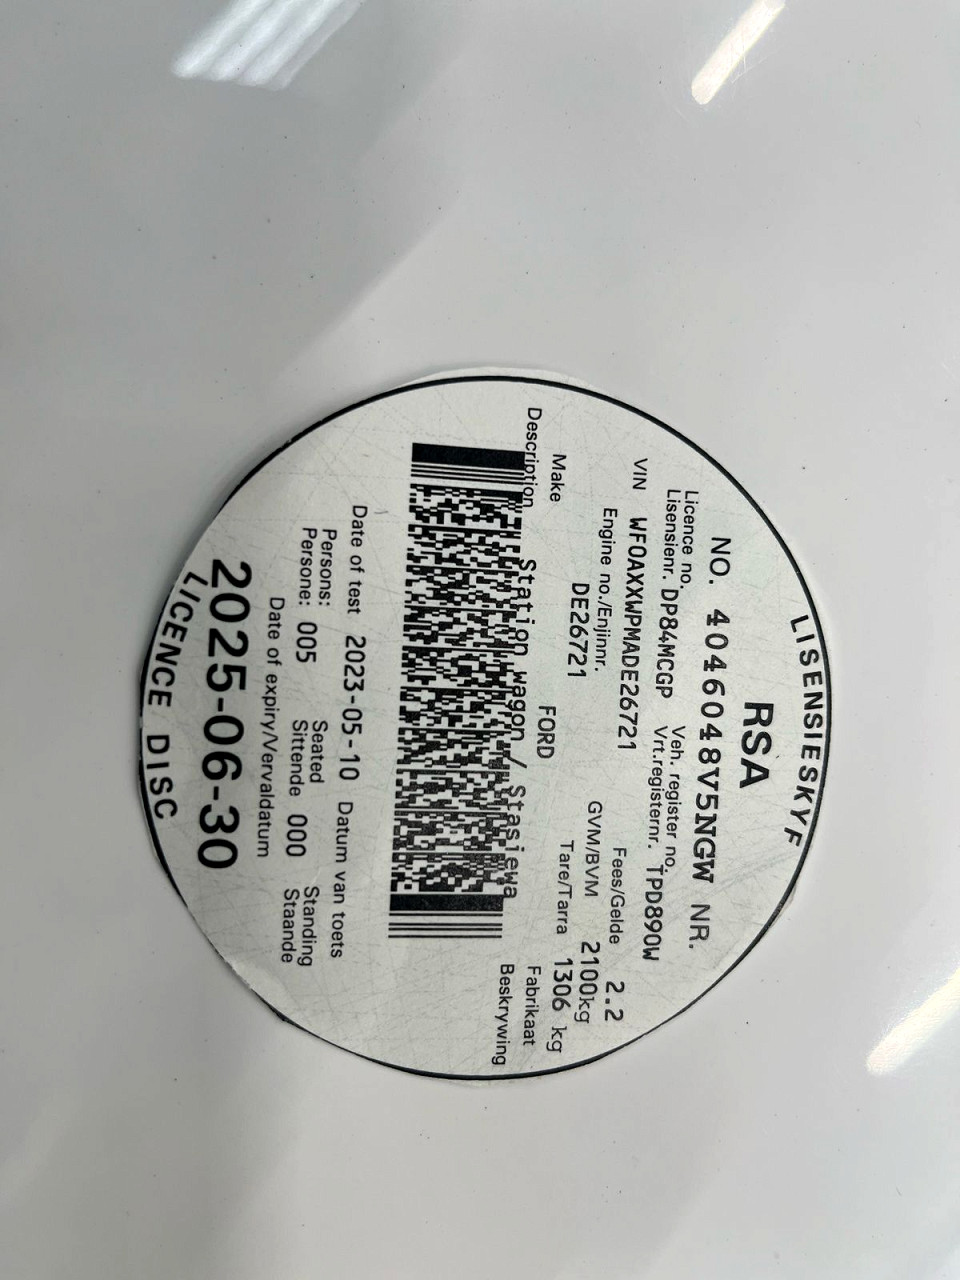 LISENSIESKYF
RSA
NO. 4046048V5NGW NR.
Licence no. Veh. register no.
Lisensienr. DP84MCGP Vrt.registernr. TPD890W
VIN WF0AXXWPMADE26721 Fees/Gelde 2.2
Engine no./Enjinnr. DE26721 GVM/BVM 2100kg
Tare/Tarra 1306 kg
Make FORD Fabrikaat
Description Station wagon / Stasiewa Beskrywing
Date of test 2023-05-10 Datum van toets
Persons: Seated Standing
Persone: 005 Sittende 000 Staande
Date of expiry/Vervaldatum
2025-06-30
LICENCE DISC